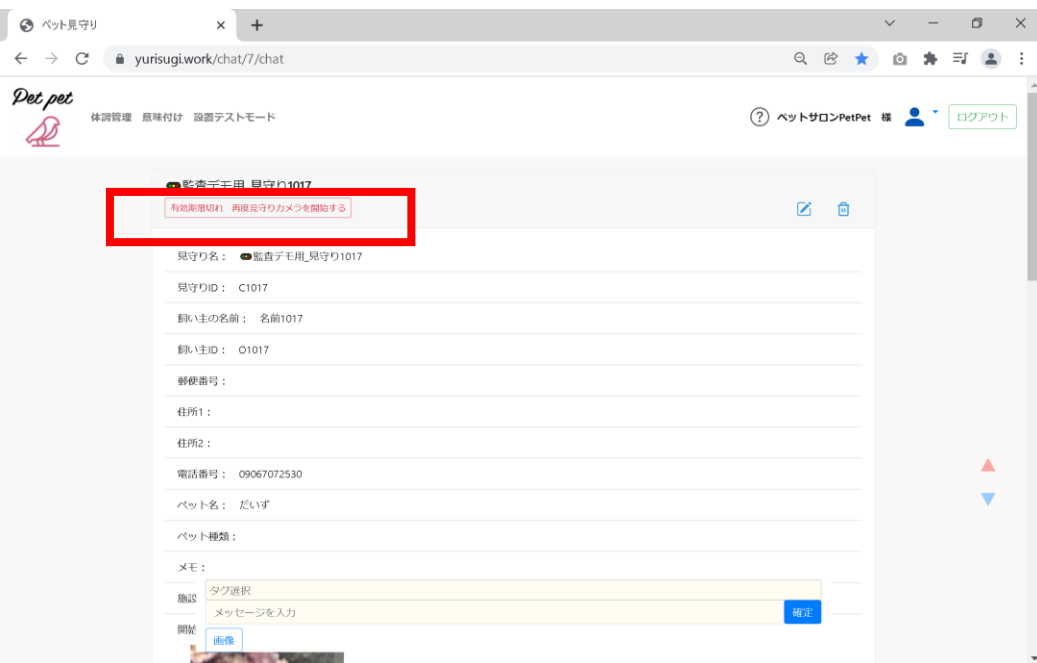 ペット見守り
yurisugi.work/chat/7/chat
Pet pet
体調管理 意味付け 設置テストモード
? ペットサロンPetPet 様
ログアウト
監査デモ用_見守り1017
有効期限切れ 再度見守りカメラを開始する
見守り名： 監査デモ用_見守り1017
見守りID： C1017
飼い主の名前： 名前1017
飼い主ID： O1017
郵便番号：
住所1：
住所2：
電話番号： 09067072530
ペット名： だいず
ペット種類：
メモ：
タグ選択
施設
メッセージを入力
確定
開始
画像